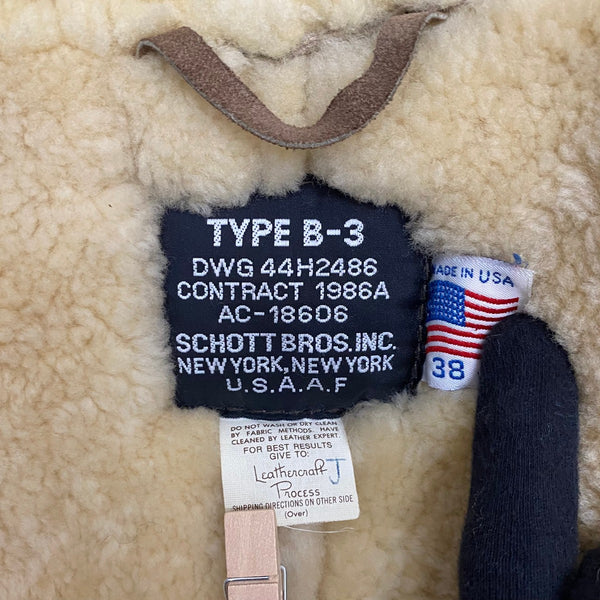 TYPE B-3
DWG 44H2486
CONTRACT 1986A
AC-18606
SCHOTT BROS.INC.
NEW YORK, NEW YORK
U.S.A.A.F
MADE IN USA
38
DO NOT WASH OR DRY CLEAN
BY FABRIC METHODS. HAVE
CLEANED BY LEATHER EXPERT.
FOR BEST RESULTS
GIVE TO:
Leathercraft J
Process
SHIPPING DIRECTIONS ON OTHER SIDE
(Over)